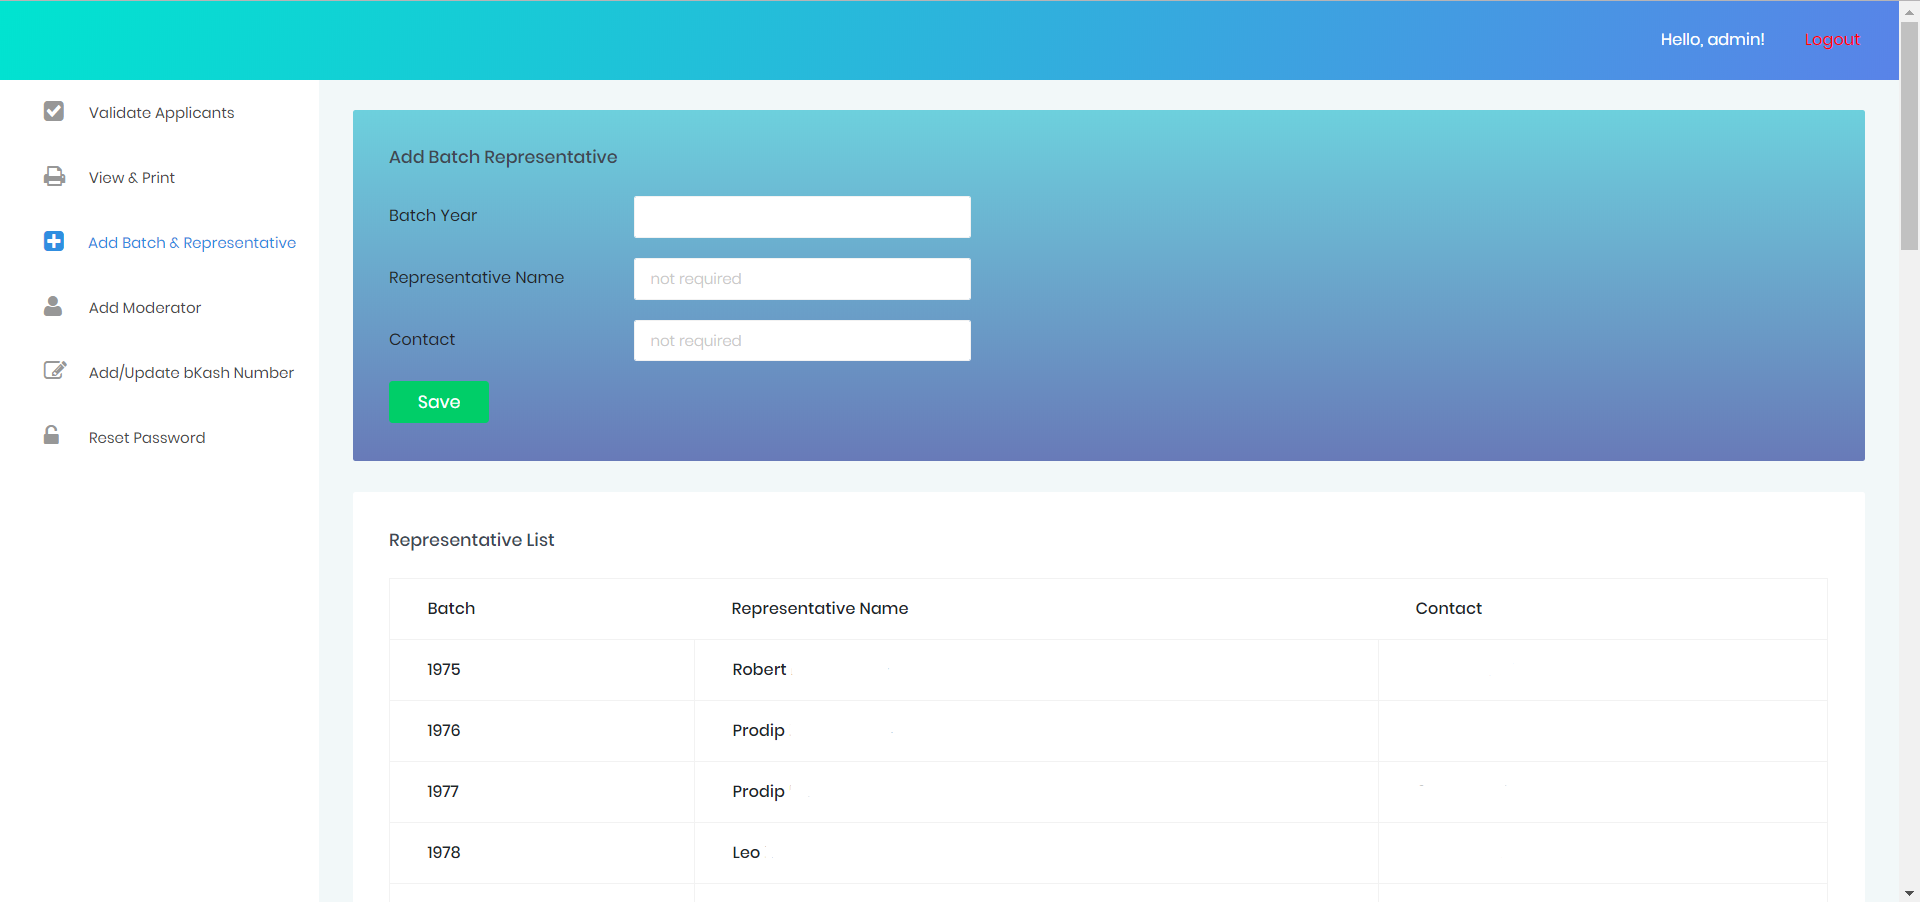 Hello, admin! Logout
Validate Applicants
View & Print
Add Batch & Representative
Add Moderator
Add/Update bKash Number
Reset Password
Add Batch Representative
Batch Year
Representative Name not required
Contact not required
Save
Representative List
Batch Representative Name Contact
1975 Robert
1976 Prodip
1977 Prodip
1978 Leo